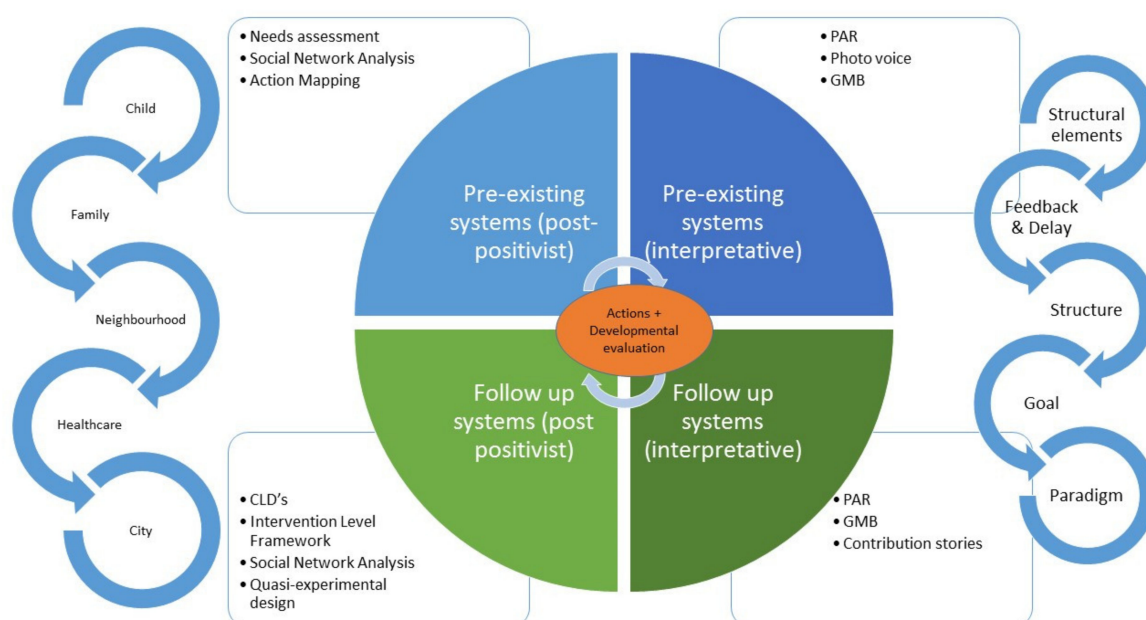 Child
Family
Neighbourhood
Healthcare
City
• Needs assessment
• Social Network Analysis
• Action Mapping
• PAR
• Photo voice
• GMB
Pre-existing
systems (post-
positivist)
Pre-existing
systems
(interpretative)
Actions +
Developmental
evaluation
Follow up
systems (post
positivist)
Follow up
systems
(interpretative)
• CLD's
• Intervention Level
Framework
• Social Network Analysis
• Quasi-experimental
design
• PAR
• GMB
• Contribution stories
Structural
elements
Feedback
& Delay
Structure
Goal
Paradigm